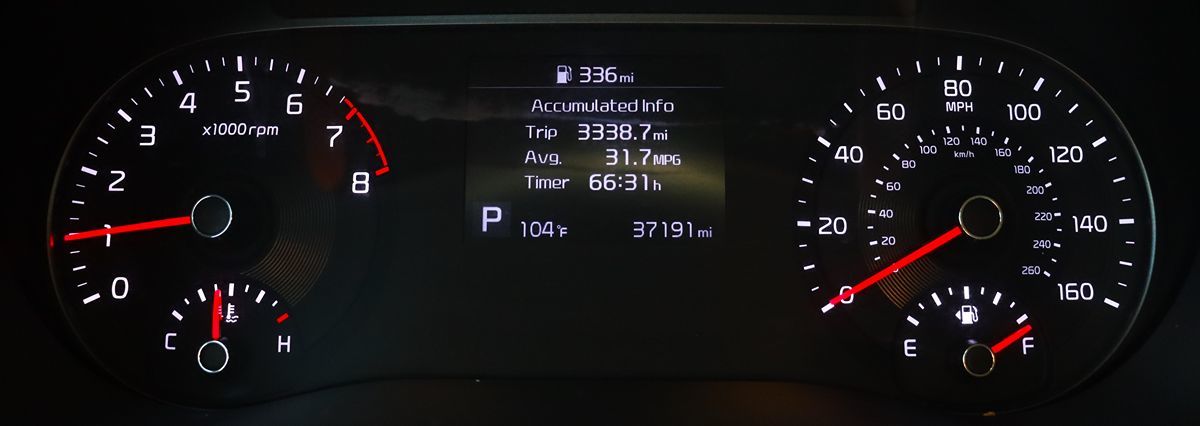 0
1
2
3
4
5
6
7
8
x1000rpm
C
H
336mi
Accumulated Info
Trip 3338.7mi
Avg. 31.7MPG
Timer 66:31h
P
104°F 37191mi
0
20
40
60
80
100
120
140
160
MPH
0
20
40
60
80
100
120
140
160
180
200
220
240
260
km/h
E
F